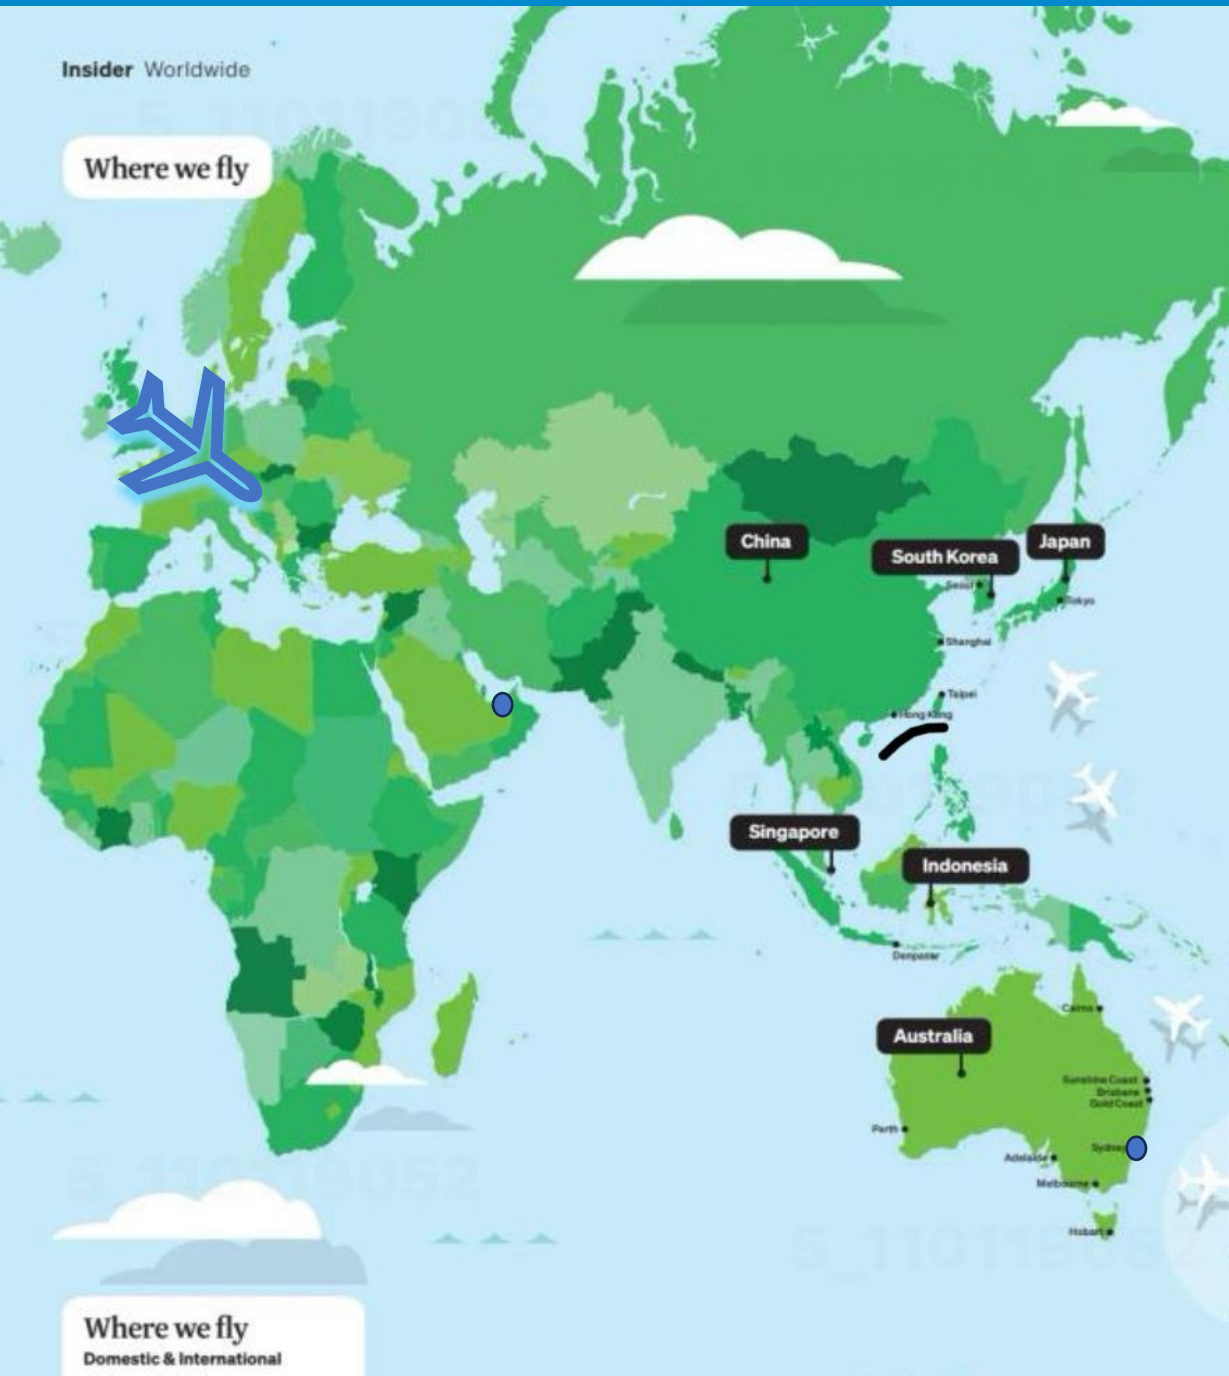 Insider Worldwide
Where we fly
China
South Korea
Japan
Seoul
Tokyo
Shanghai
Taipei
Hong Kong
Singapore
Indonesia
Denpasar
Cairns
Australia
Sunshine Coast
Brisbane
Gold Coast
Perth
Sydney
Adelaide
Melbourne
Hobart
Where we fly
Domestic & International